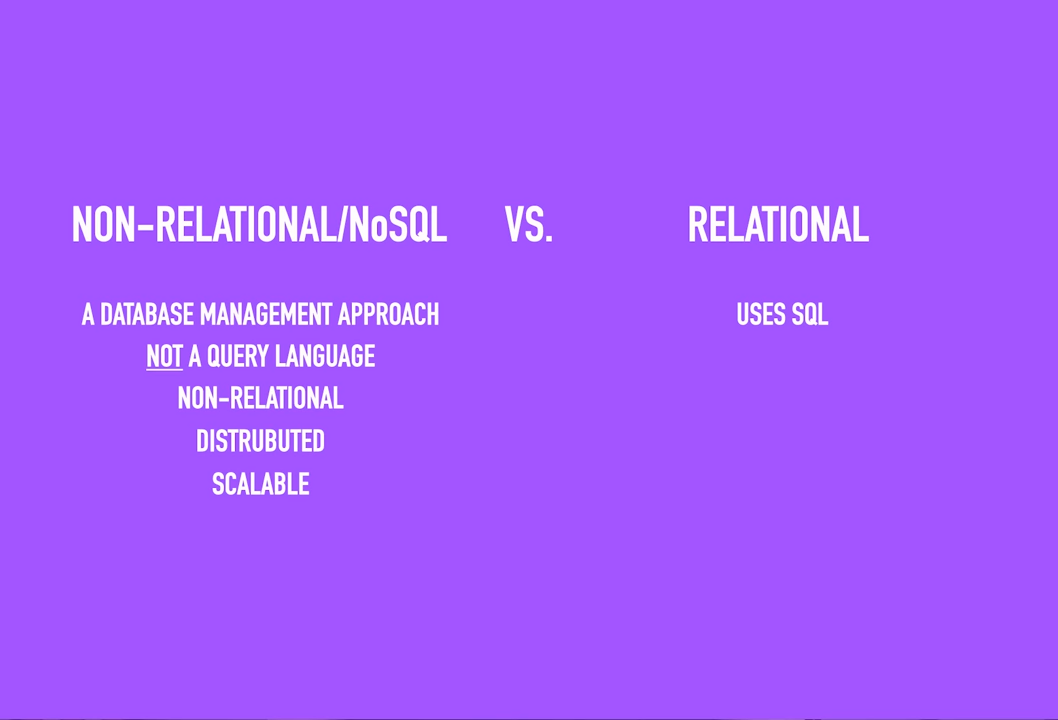 NON-RELATIONAL/NoSQL VS. RELATIONAL
A DATABASE MANAGEMENT APPROACH
NOT A QUERY LANGUAGE
NON-RELATIONAL
DISTRUBUTED
SCALABLE
USES SQL